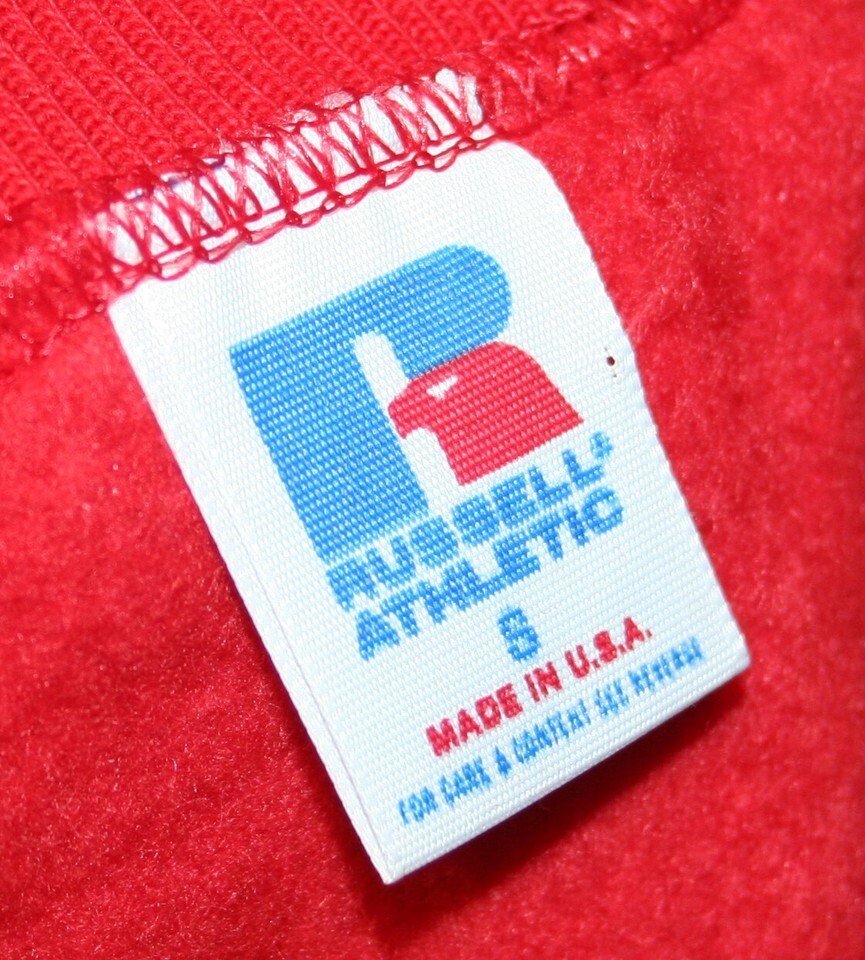 RUSSELL®
ATHLETIC
S
MADE IN U.S.A.
FOR CARE & CONTENT SEE REVERSE